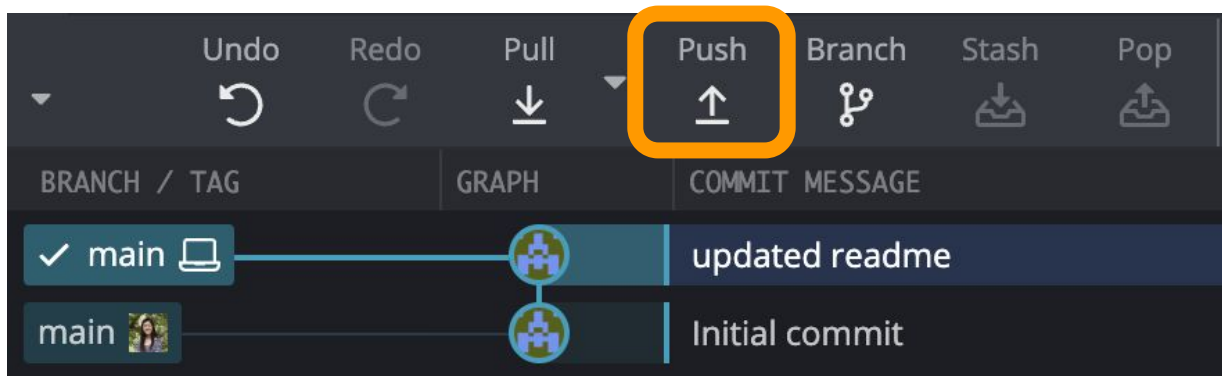 Undo Redo Pull Push Branch Stash Pop
BRANCH / TAG GRAPH COMMIT MESSAGE
main updated readme
main Initial commit